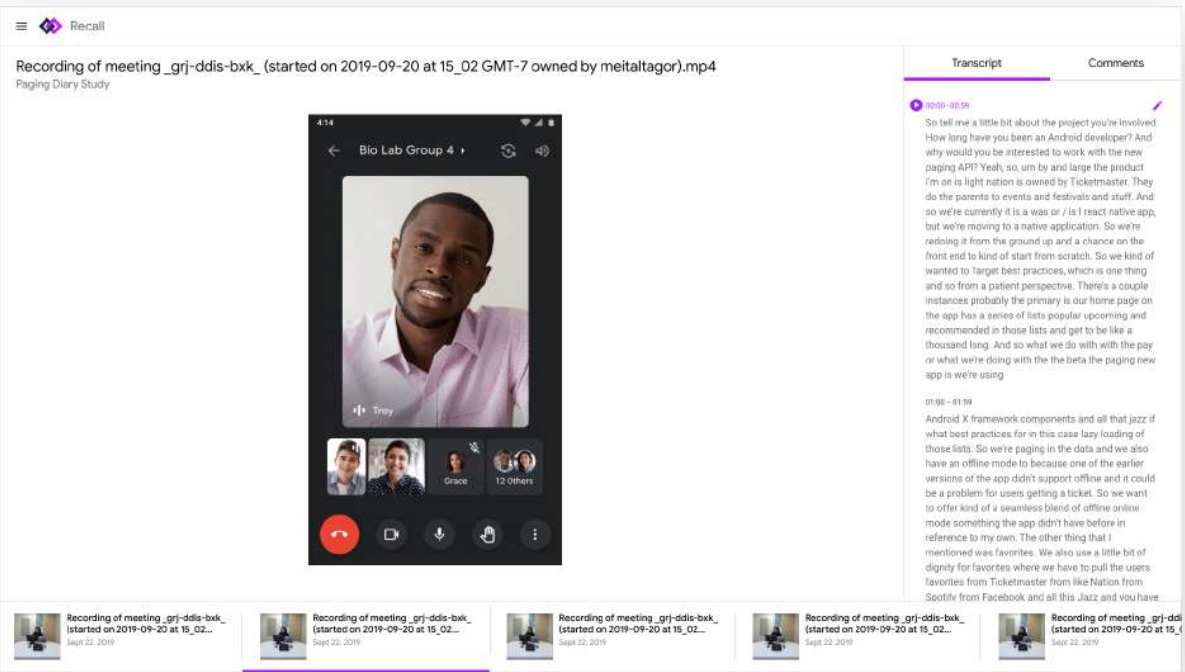 Recall
Recording of meeting _grj-ddis-bxk_ (started on 2019-09-20 at 15_02 GMT-7 owned by meitaltagor).mp4
Paging Diary Study
4:14
Bio Lab Group 4
Troy
Grace
12 Others
Transcript
Comments
00:00-00:59
So tell me a little bit about the project you're involved.
How long have you been an Android developer? And
why would you be interested to work with the new
paging API? Yeah, so, um by and large the product
I'm on is light nation is owned by Ticketmaster. They
do the parents to events and festivals and stuff. And
so we're currently it is a was or / is I react native app,
but we're moving to a native application. So we're
redoing it from the ground up and a chance on the
front end to kind of start from scratch. So we kind of
wanted to Target best practices, which is one thing
and so from a patient perspective. There's a couple
instances probably the primary is our home page on
the app has a series of lists popular upcoming and
recommended in those lists and get to be like a
thousand long. And so what we do with with the pay
or what we're doing with the the beta the paging new
app is we're using
01:00 - 01:59
Android X framework components and all that jazz if
what best practices for in this case lazy loading of
those lists. So we're paging in the data and we also
have an offline mode to because one of the earlier
versions of the app didn't support offline and it could
be a problem for users getting a ticket. So we want
to offer kind of a seamless blend of offline online
mode something the app didn't have before in
reference to my own. The other thing that I
mentioned was favorites. We also use a little bit of
dignity for favorites where we have to pull the users
favorites from Ticketmaster from like Nation from
Spotify from Facebook and all this Jazz and you have
Recording of meeting _grj-ddis-bxk_
(started on 2019-09-20 at 15_02...
Sept 22, 2019
Recording of meeting _grj-ddis-bxk_
(started on 2019-09-20 at 15_02...
Sept 22, 2019
Recording of meeting _grj-ddis-bxk_
(started on 2019-09-20 at 15_02...
Sept 22, 2019
Recording of meeting _grj-ddis-bxk_
(started on 2019-09-20 at 15_02...
Sept 22, 2019
Recording of meeting _grj-ddi
(started on 2019-09-20 at 15_
Sept 22, 2019